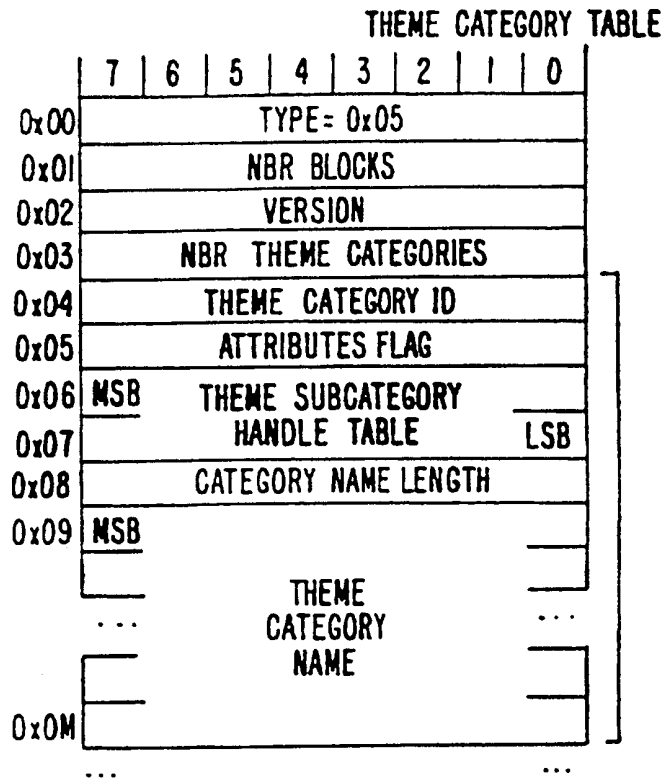 THEME CATEGORY TABLE
7 6 5 4 3 2 1 0
0x00 TYPE= 0x05
0x01 NBR BLOCKS
0x02 VERSION
0x03 NBR THEME CATEGORIES
0x04 THEME CATEGORY ID
0x05 ATTRIBUTES FLAG
0x06 MSB THEME SUBCATEGORY
0x07 HANDLE TABLE LSB
0x08 CATEGORY NAME LENGTH
0x09 MSB
THEME
... CATEGORY ...
NAME
0x0M
... ...